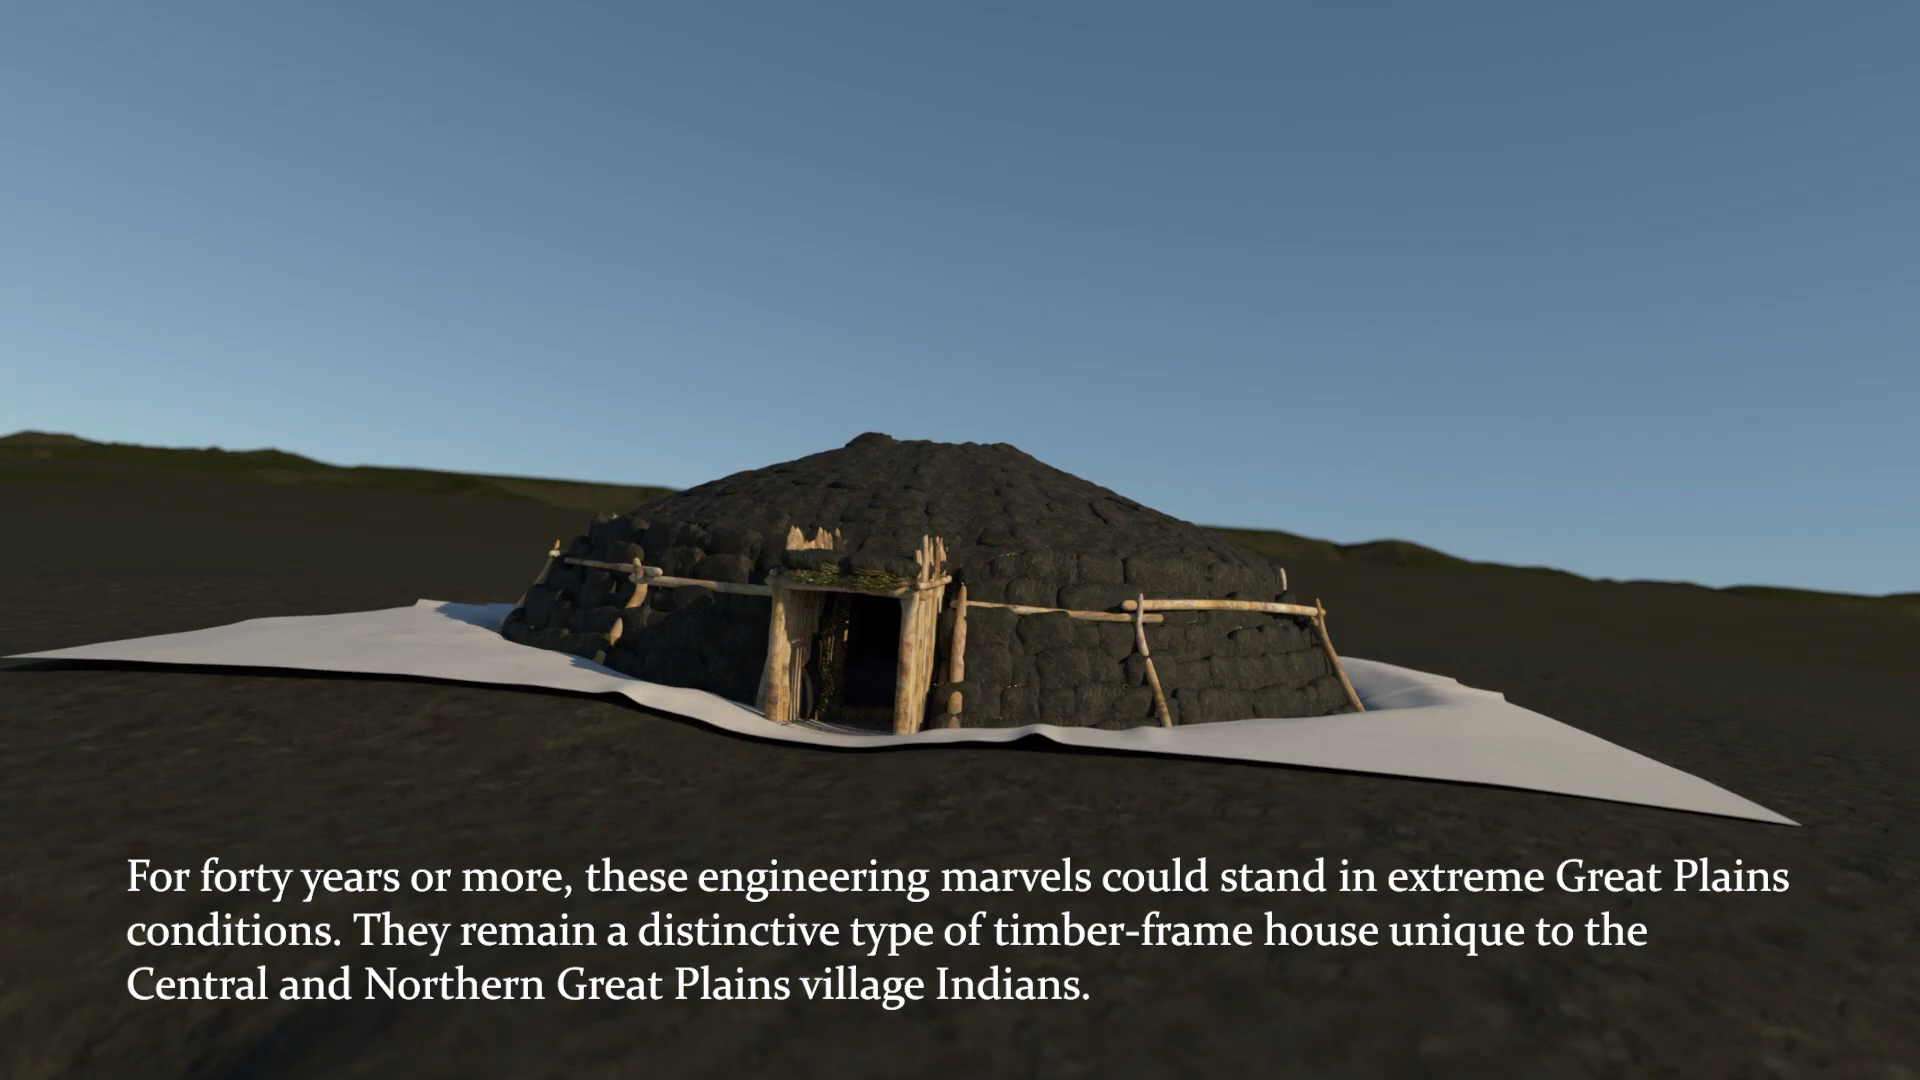 For forty years or more, these engineering marvels could stand in extreme Great Plains
conditions. They remain a distinctive type of timber-frame house unique to the
Central and Northern Great Plains village Indians.